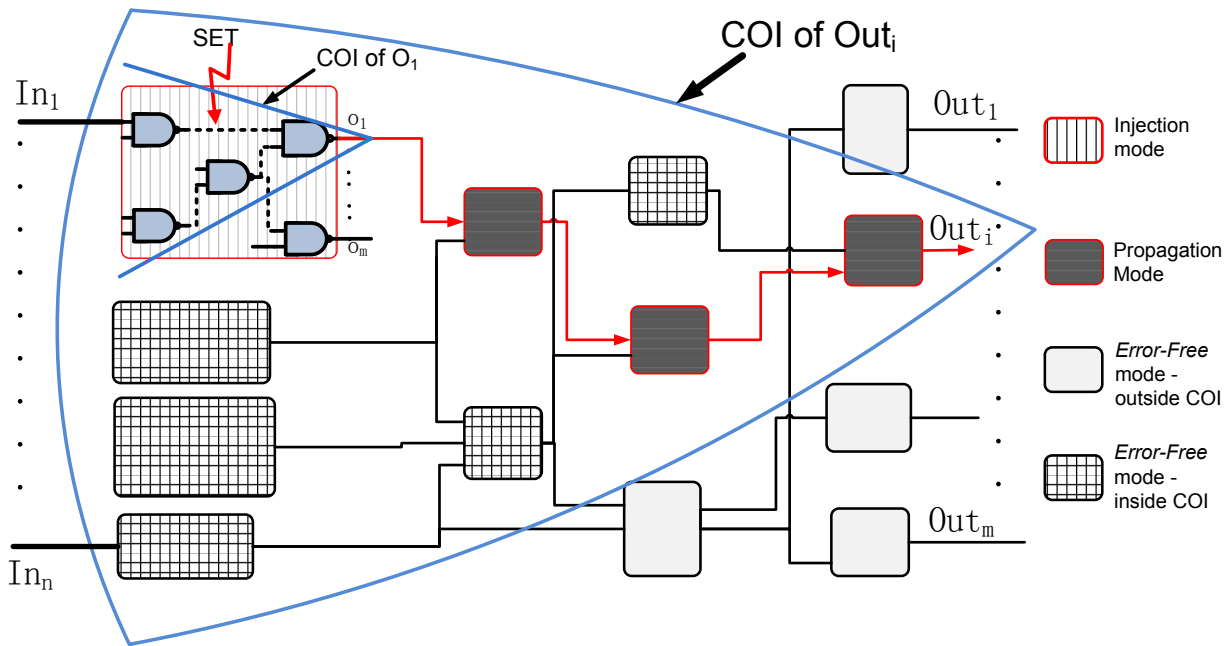 SET
COI of O₁
COI of Outᵢ
In₁
O₁
Oₘ
Inₙ
Out₁
Outᵢ
Outₘ
Injection
mode
Propagation
Mode
Error-Free
mode -
outside COI
Error-Free
mode -
inside COI